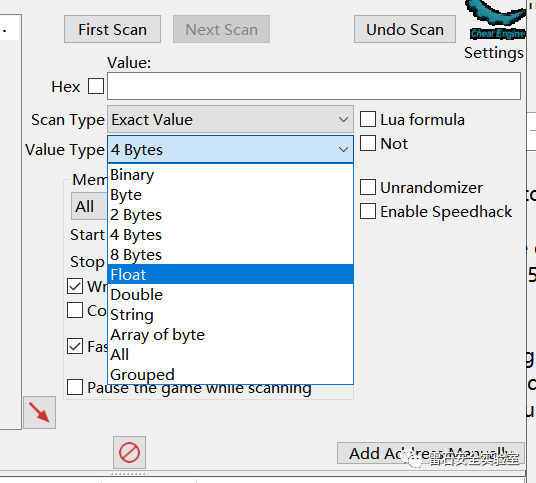 First Scan
Next Scan
Undo Scan
Cheat Engine
Settings
Value:
Hex
Scan Type
Exact Value
Lua formula
Value Type
4 Bytes
Not
Mem
Binary
All
Byte
Unrandomizer
2 Bytes
Enable Speedhack
Start
4 Bytes
Stop
8 Bytes
Wr
Float
Co
Double
String
Fas
Array of byte
All
Grouped
Pause the game while scanning
Add Address Manually
雷石安全实验室